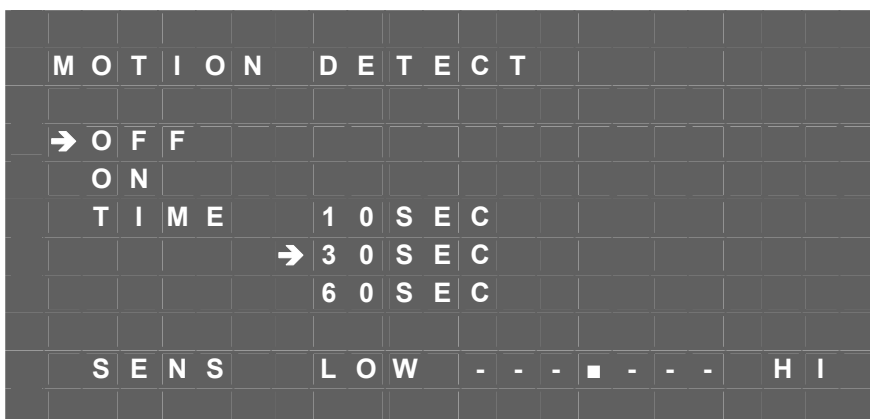 MOTION DETECT
➔ OFF
ON
TIME 10SEC
➔ 30SEC
60SEC
SENS LOW ---■--- HI